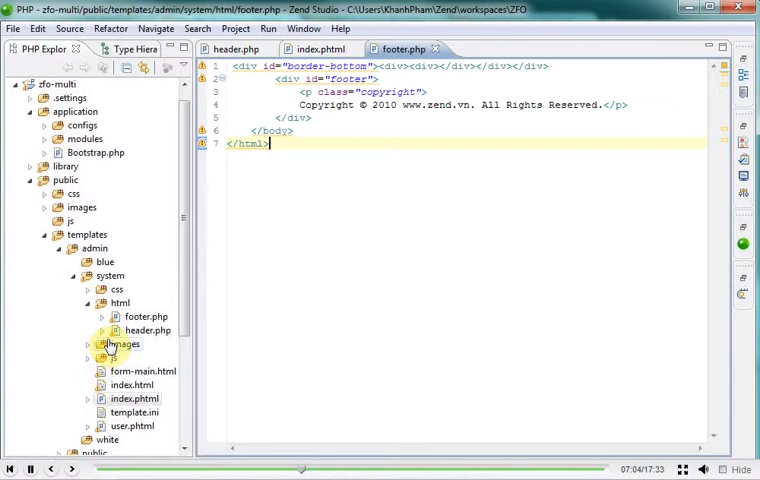 PHP - zfo-multi/public/templates/admin/system/html/footer.php - Zend Studio - C:\Users\KhanhPham\Zend\workspaces\ZFO
File Edit Source Refactor Navigate Search Project Run Window Help
PHP Explor
Type Hiera
header.php
index.phtml
footer.php
zfo-multi
.settings
application
configs
modules
Bootstrap.php
library
public
css
images
js
templates
admin
blue
system
css
html
footer.php
header.php
images
js
form-main.html
index.html
index.phtml
template.ini
user.phtml
white
public
1 <div id="border-bottom"><div><div></div></div></div>
2 <div id="footer">
3 <p class="copyright">
4 Copyright © 2010 www.zend.vn. All Rights Reserved.</p>
5 </div>
6 </body>
7 </html>
07:04/17:33
Hide